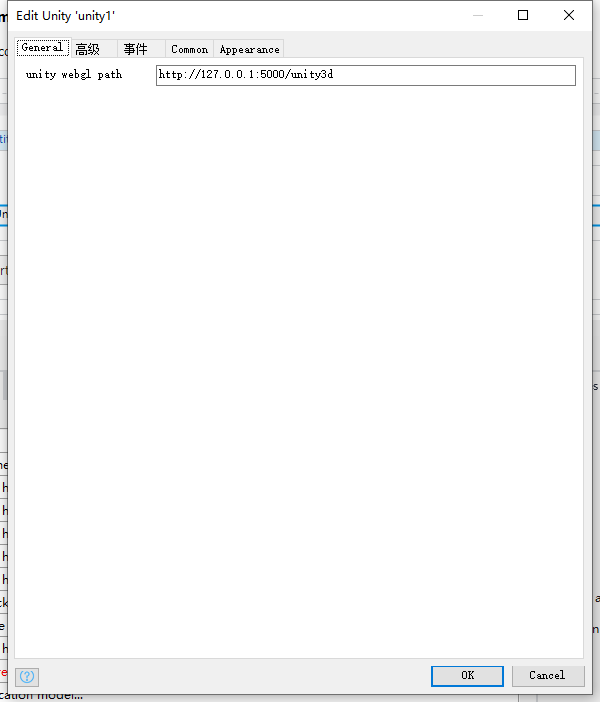 Edit Unity 'unity1'
General 高级 事件 Common Appearance
unity webgl path http://127.0.0.1:5000/unity3d
OK Cancel
cation model...